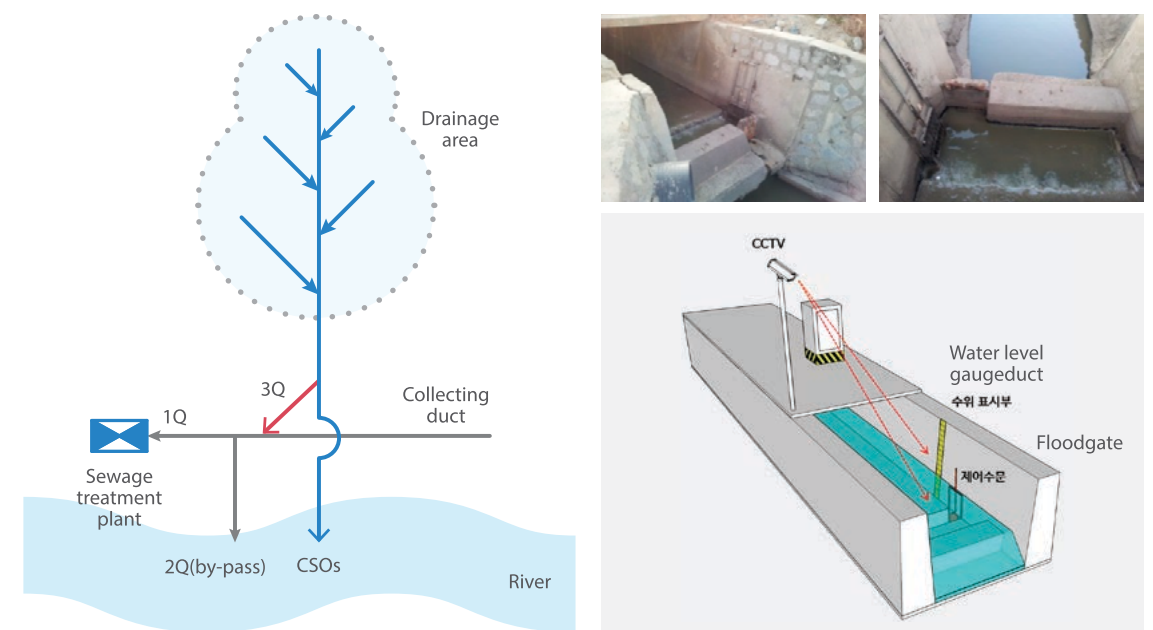 Drainage
area
3Q
Collecting
duct
1Q
Sewage
treatment
plant
2Q(by-pass)
CSOs
River
CCTV
Water level
gaugeduct
수위 표시부
Floodgate
제어수문